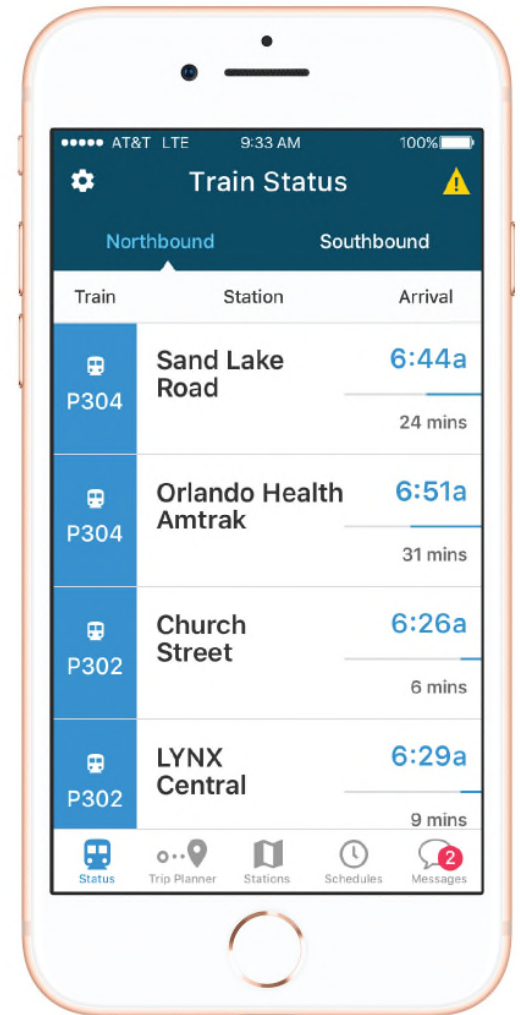 AT&T LTE 9:33 AM 100%
Train Status
Northbound Southbound
Train Station Arrival
P304
Sand Lake
Road
6:44a
24 mins
P304
Orlando Health
Amtrak
6:51a
31 mins
P302
Church
Street
6:26a
6 mins
P302
LYNX
Central
6:29a
9 mins
Status Trip Planner Stations Schedules Messages
2